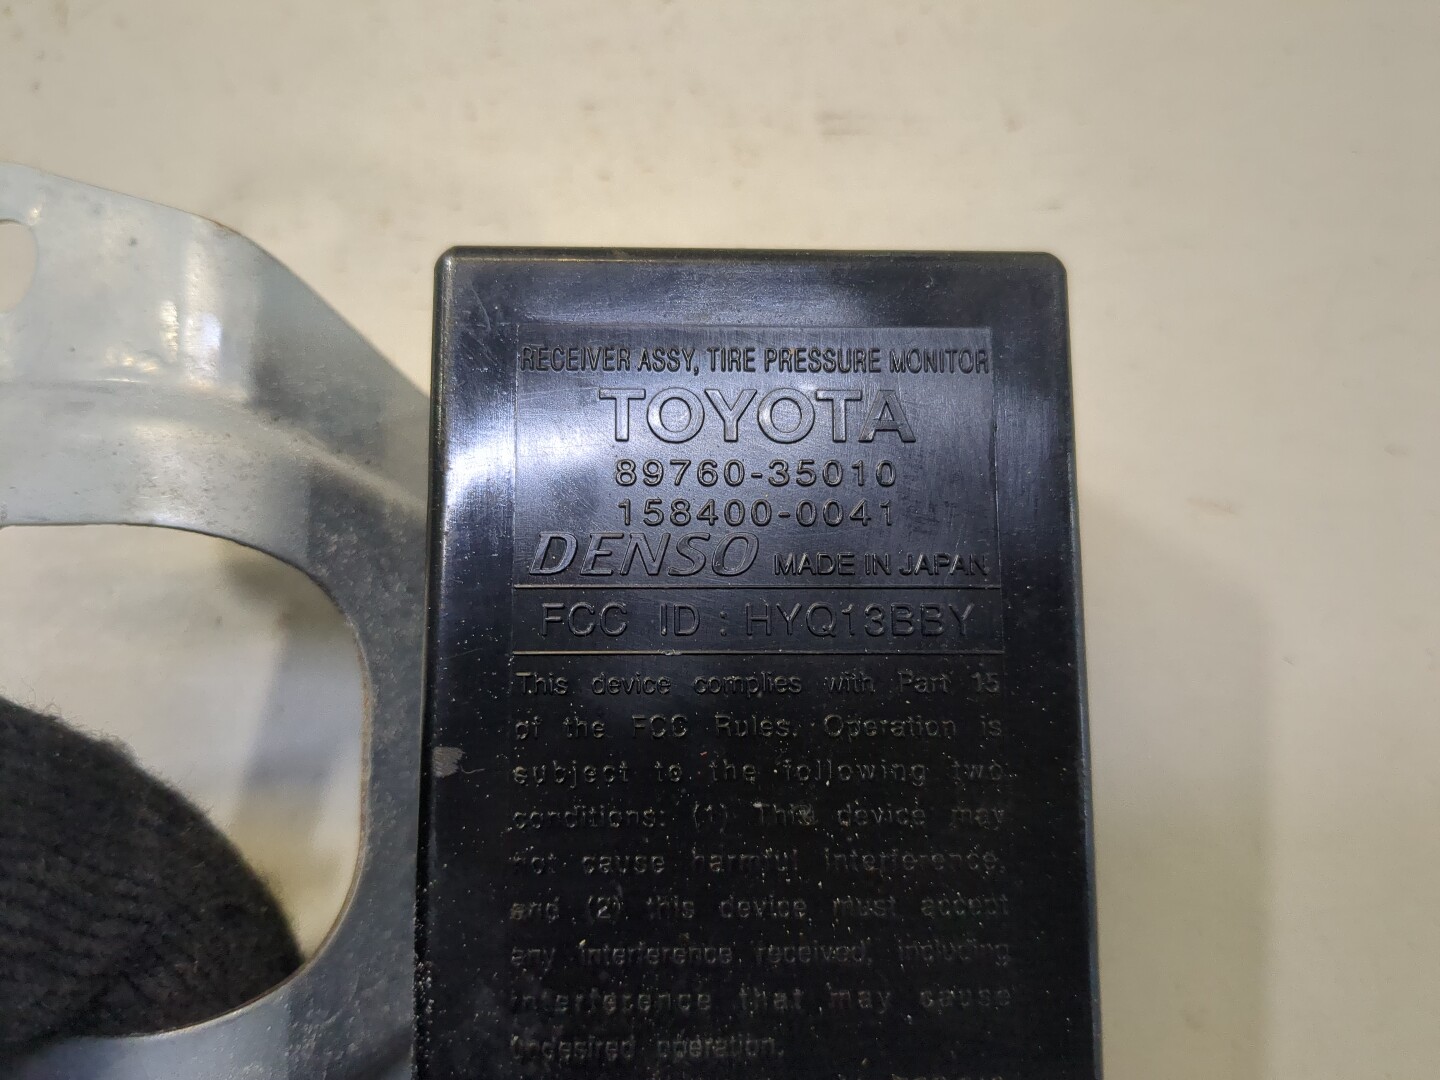 RECEIVER ASSY, TIRE PRESSURE MONITOR
TOYOTA
89760-35010
158400-0041
DENSO MADE IN JAPAN
FCC ID : HYQ13BBY
This device complies with Part 15
of the FCC Rules. Operation is
subject to the following two
conditions: (1) This device may
not cause harmful interference,
and (2) this device must accept
any interference received, including
interference that may cause
undesired operation.